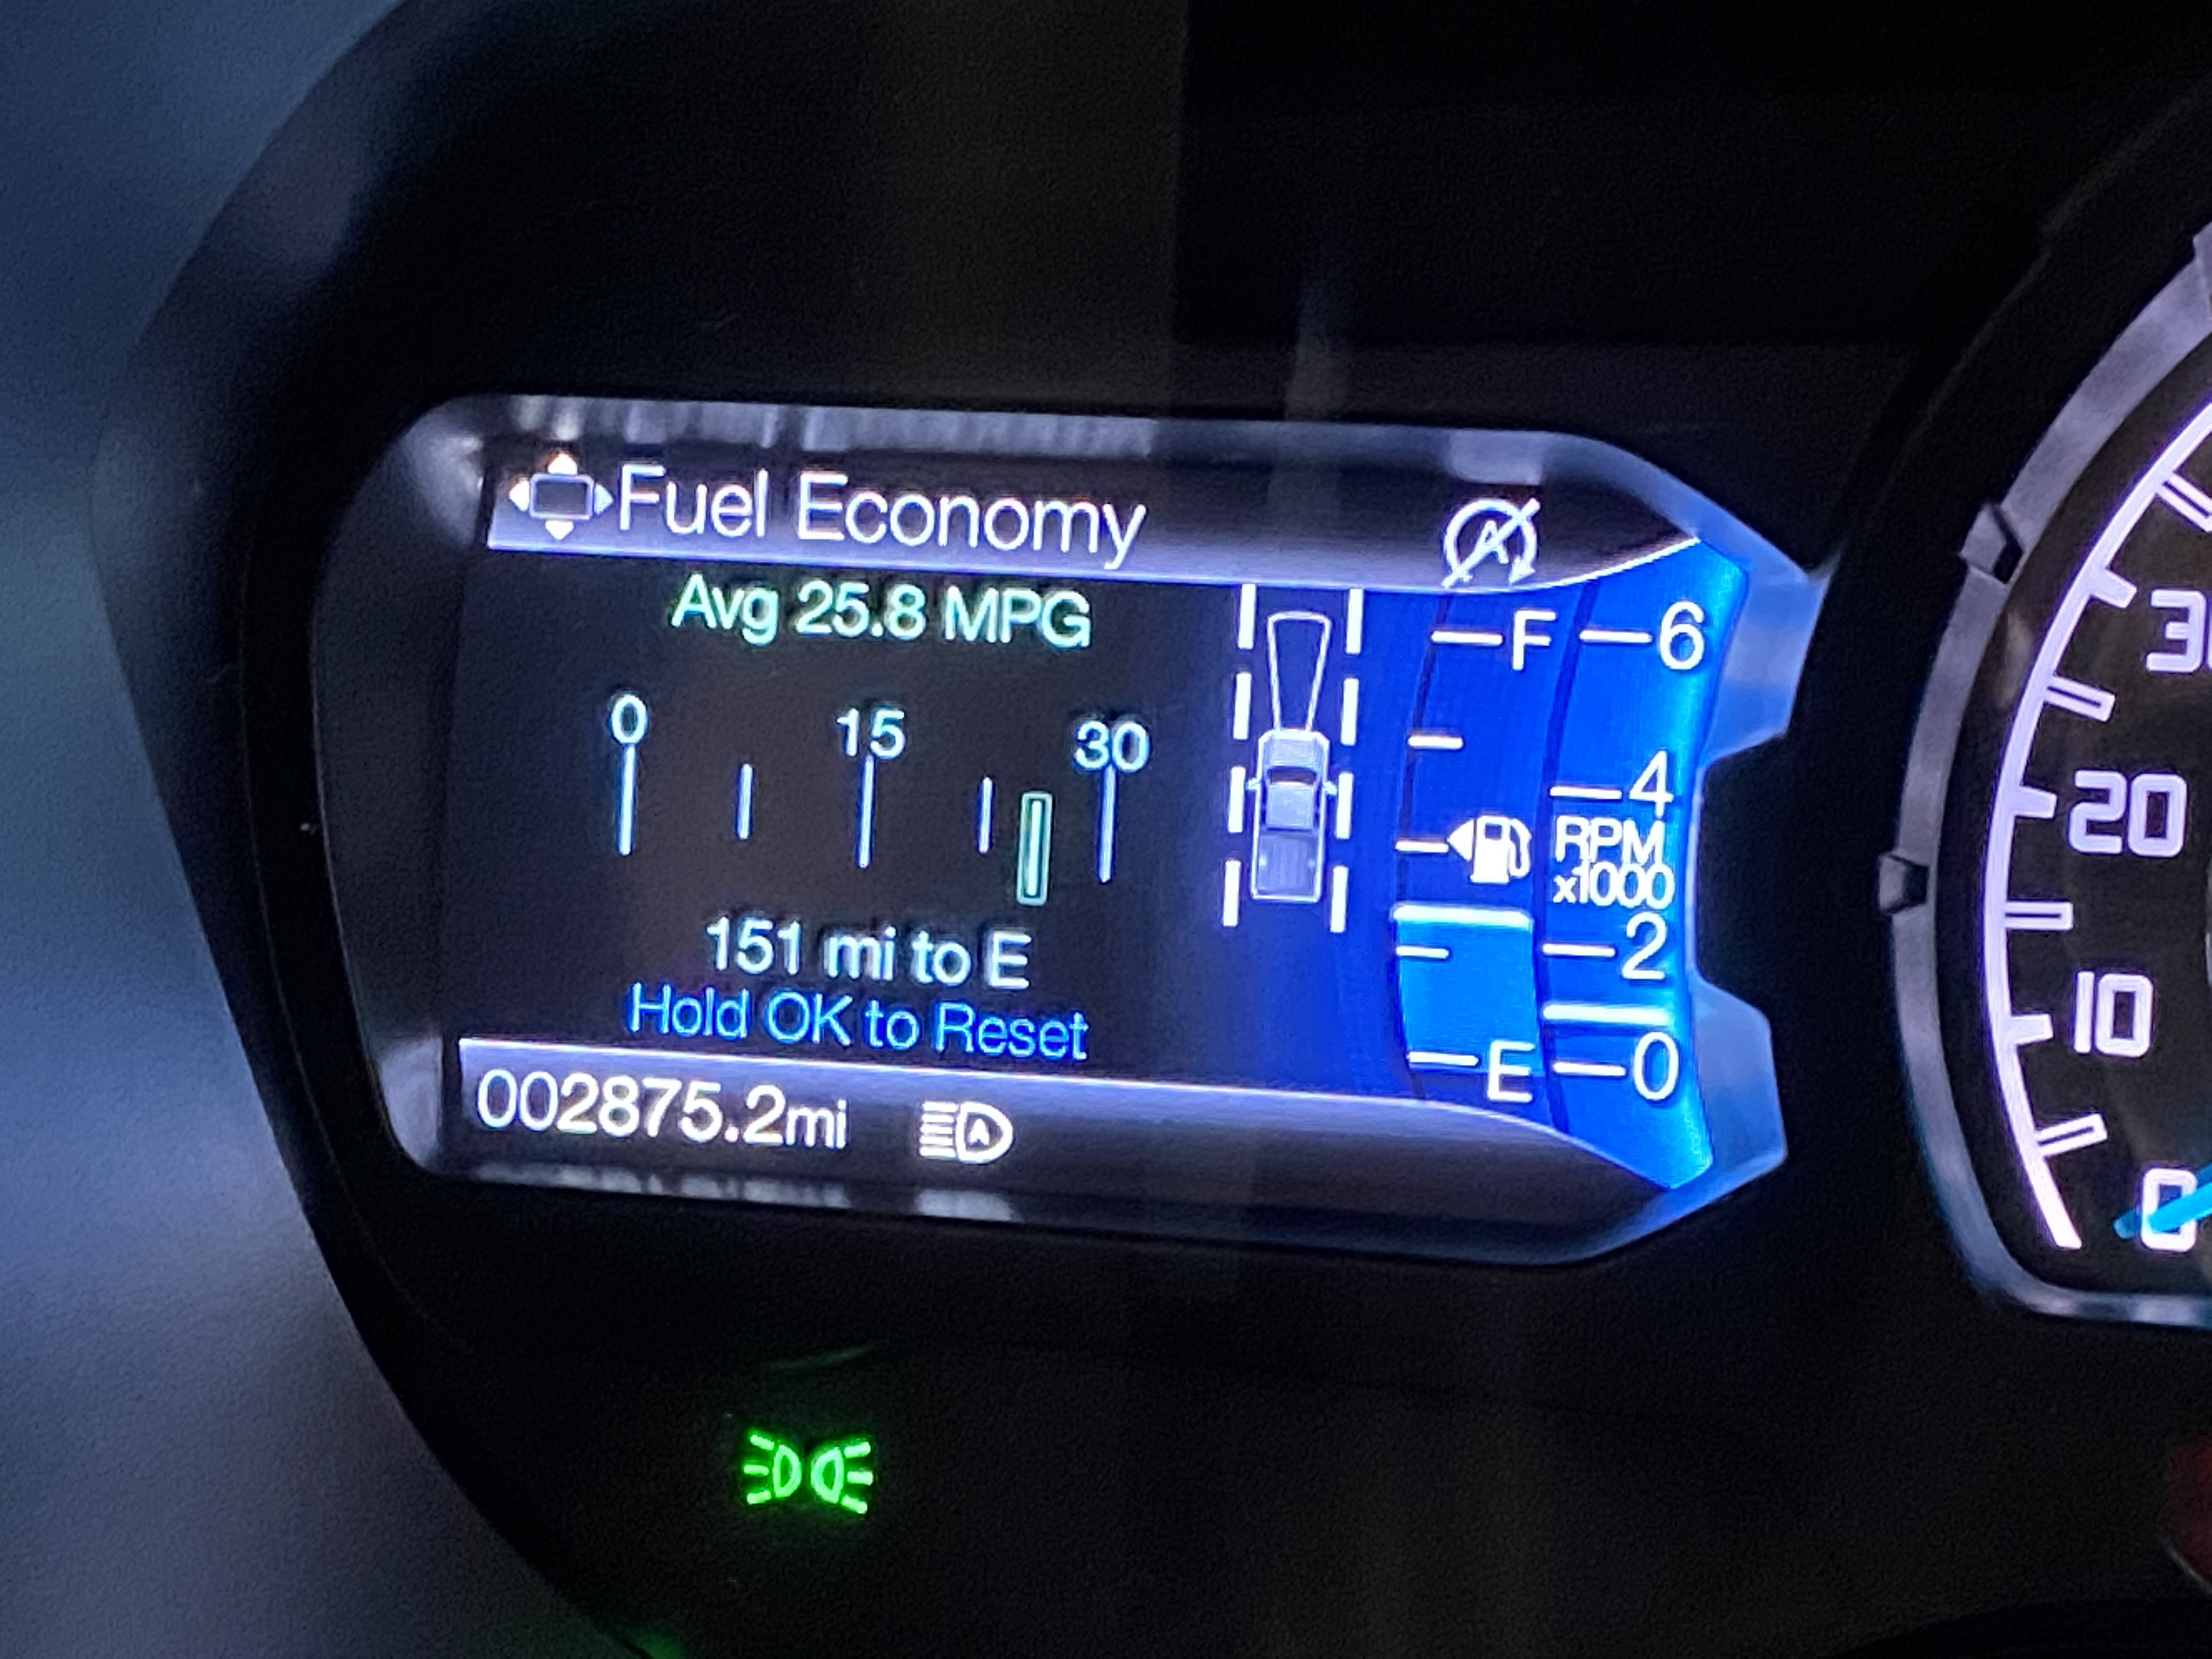 Fuel Economy
Avg 25.8 MPG
0 15 30
151 mi to E
Hold OK to Reset
002875.2mi
A
F
E
6
4
RPM
x1000
2
0
20
10
0